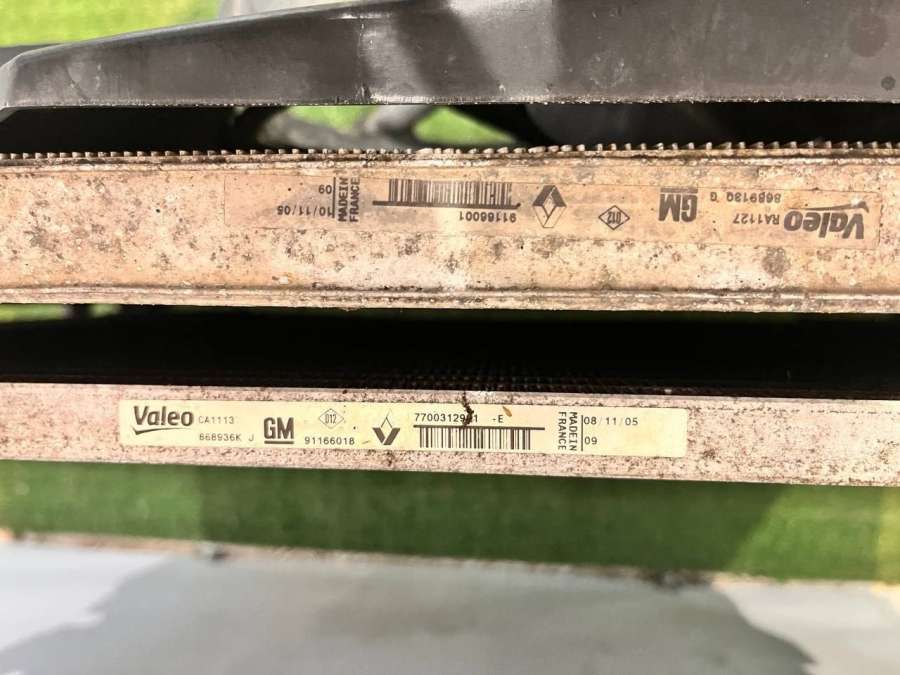 Valeo RA1127
8689180 G
GM
D12
91166001
MADE IN
FRANCE
10/11/05
09
Valeo CA1113
868936K J
GM
D12
91166018
-E
MADE IN
FRANCE
08/11/05
09